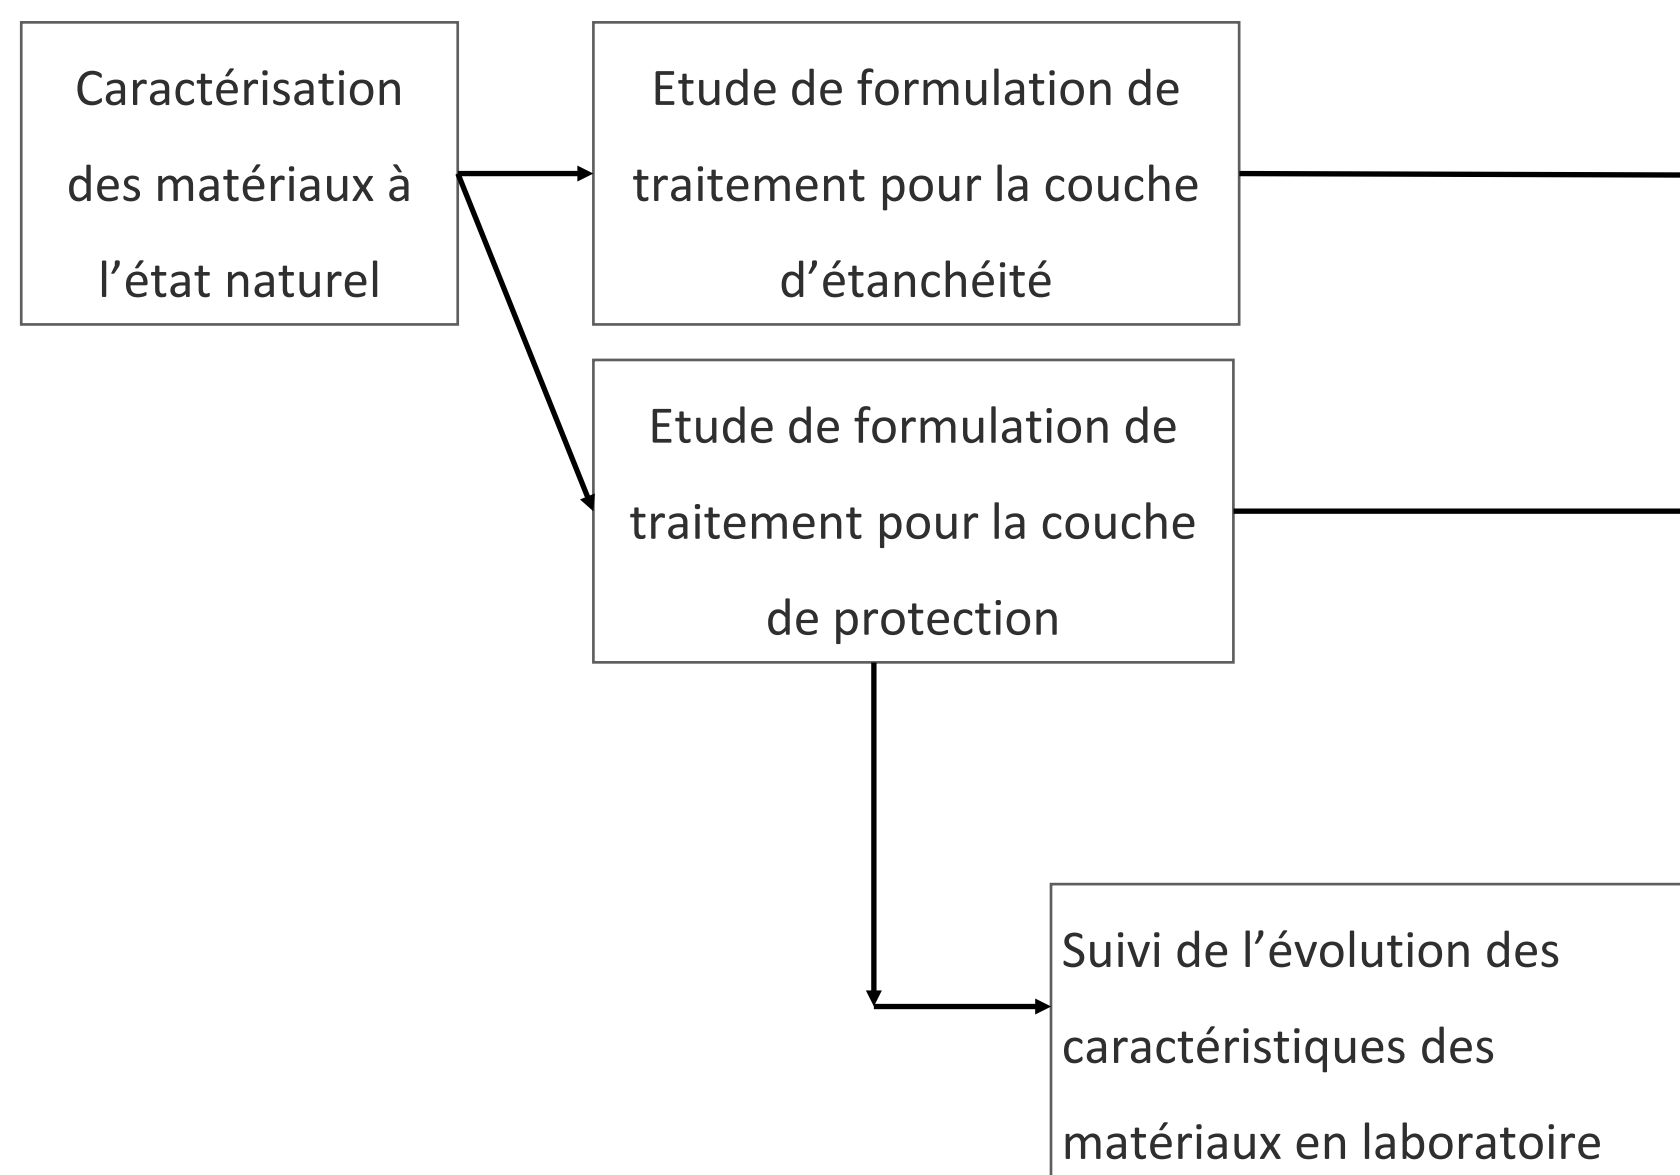 Caractérisation
des matériaux à
l’état naturel
Etude de formulation de
traitement pour la couche
d’étanchéité
Etude de formulation de
traitement pour la couche
de protection
Suivi de l’évolution des
caractéristiques des
matériaux en laboratoire